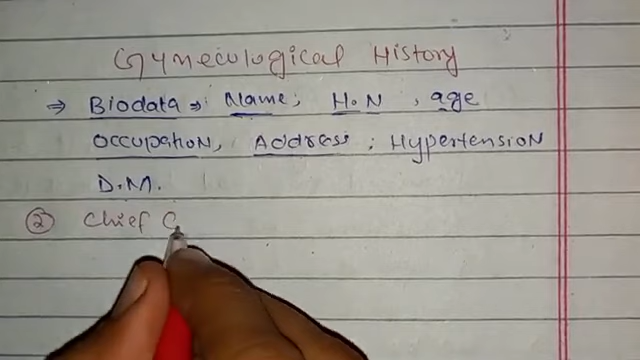 Gynecological History
⇒ Biodata ⇒: Name; H.N , age
occupation, Address ; Hypertension
D.M.
② Chief C